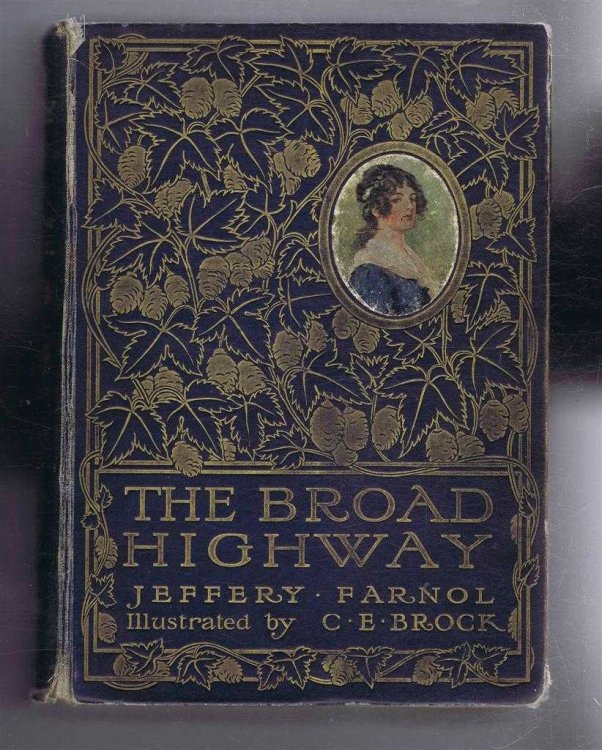 THE BROAD
HIGHWAY
JEFFERY · FARNOL
Illustrated by C · E · BROCK